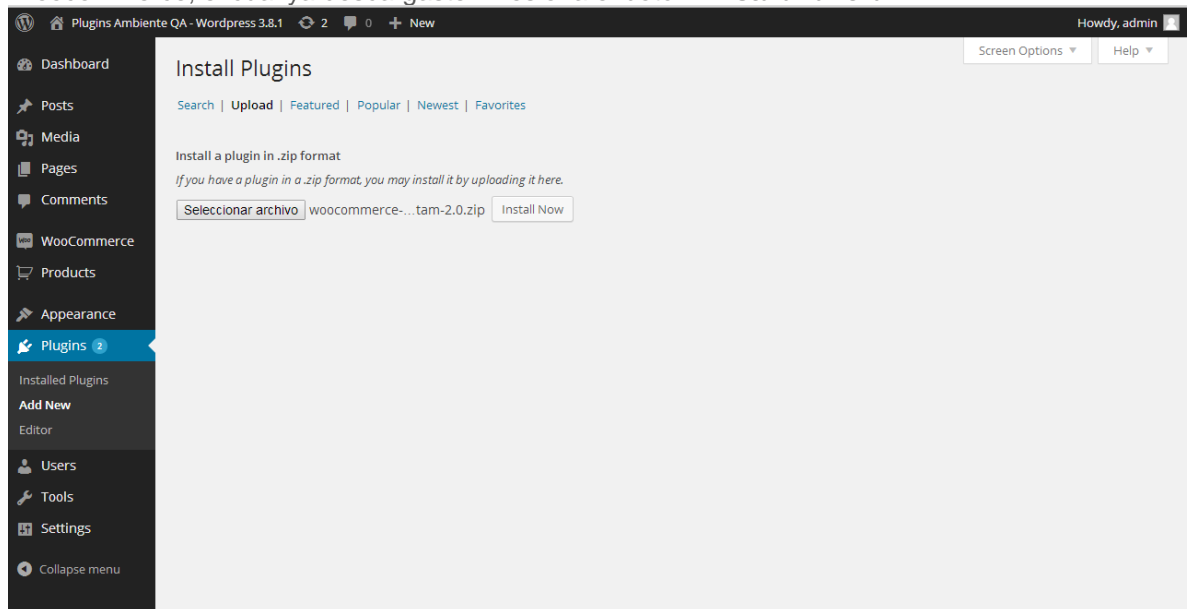 Plugins Ambiente QA - Wordpress 3.8.1 2 0 + New Howdy, admin
Screen Options Help
Dashboard
Posts
Media
Pages
Comments
WooCommerce
Products
Appearance
Plugins 2
Installed Plugins
Add New
Editor
Users
Tools
Settings
Collapse menu
Install Plugins
Search | Upload | Featured | Popular | Newest | Favorites
Install a plugin in .zip format
If you have a plugin in a .zip format, you may install it by uploading it here.
Seleccionar archivo woocommerce-...tam-2.0.zip Install Now